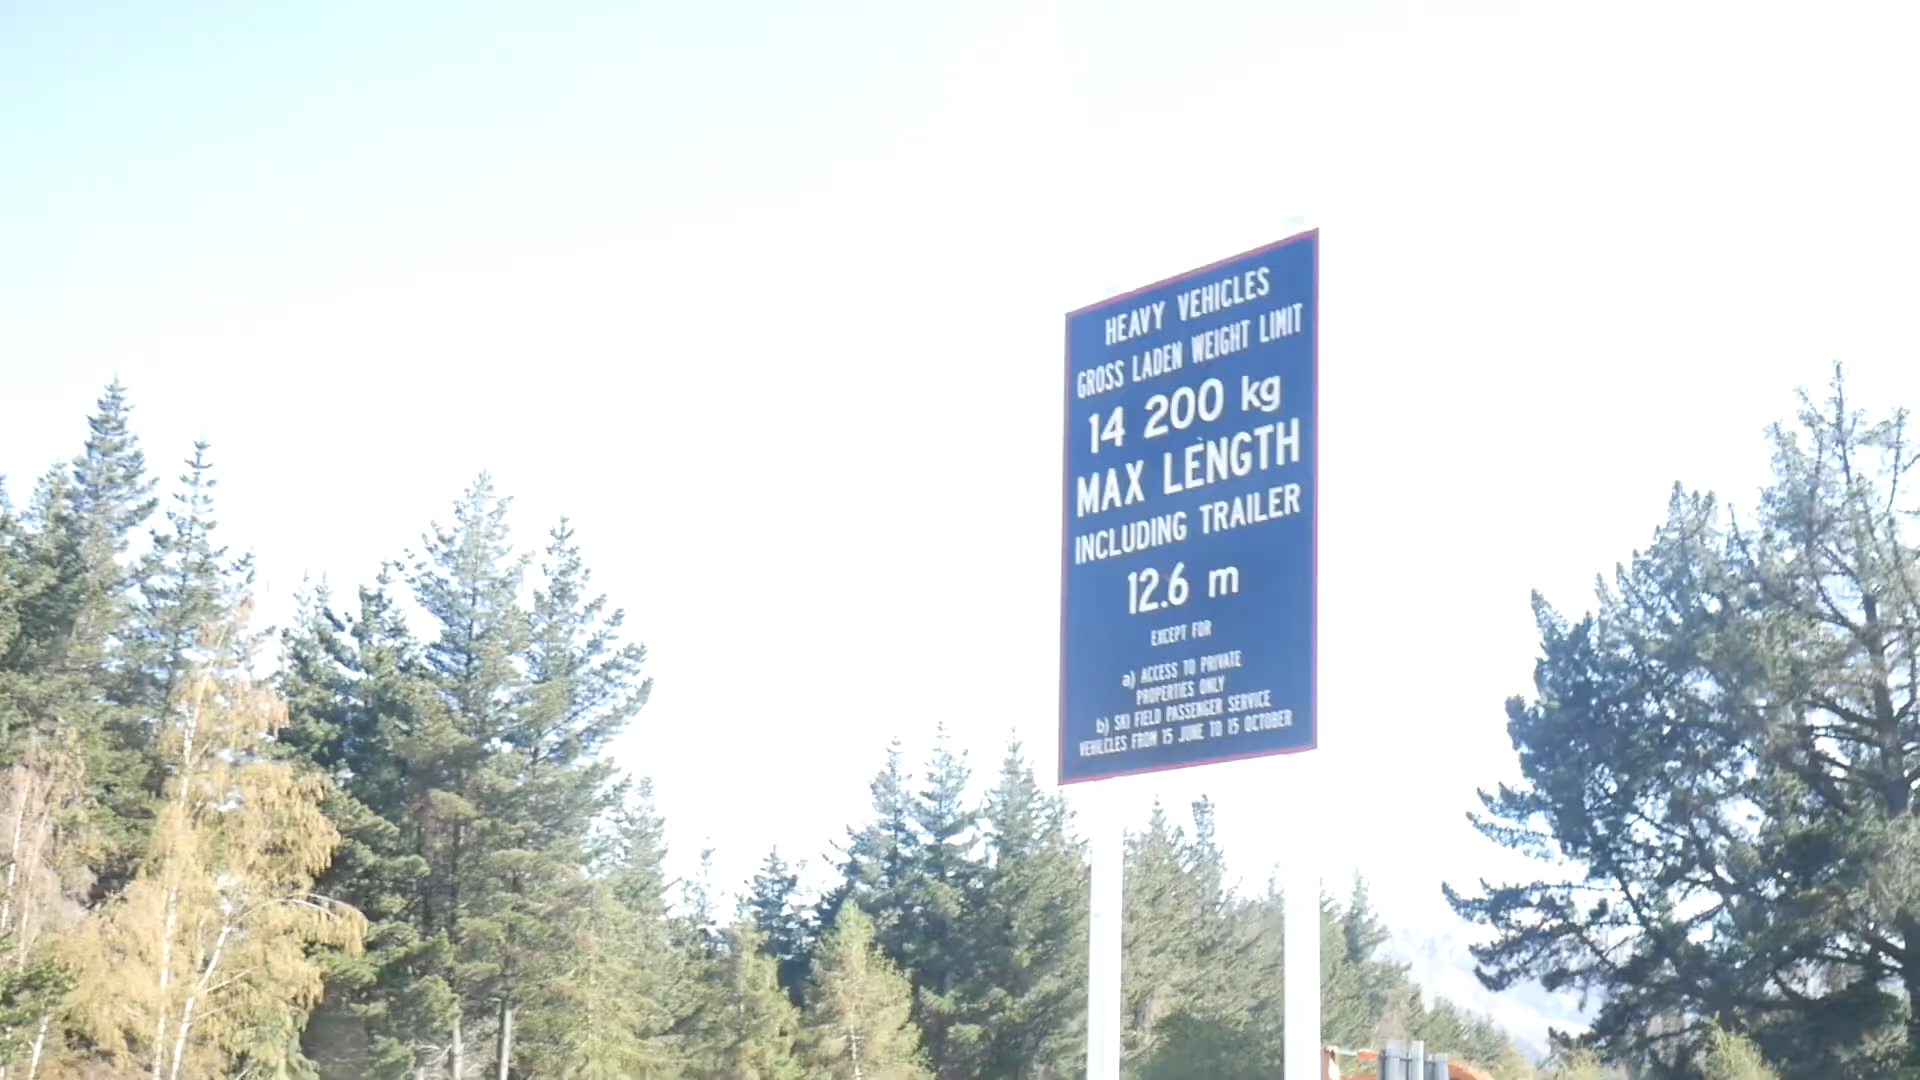 HEAVY VEHICLES
GROSS LADEN WEIGHT LIMIT
14 200 kg
MAX LENGTH
INCLUDING TRAILER
12.6 m
EXCEPT FOR
a) ACCESS TO PRIVATE
PROPERTIES ONLY
b) SKI FIELD PASSENGER SERVICE
VEHILCLES FROM 15 JUNE TO 15 OCTOBER